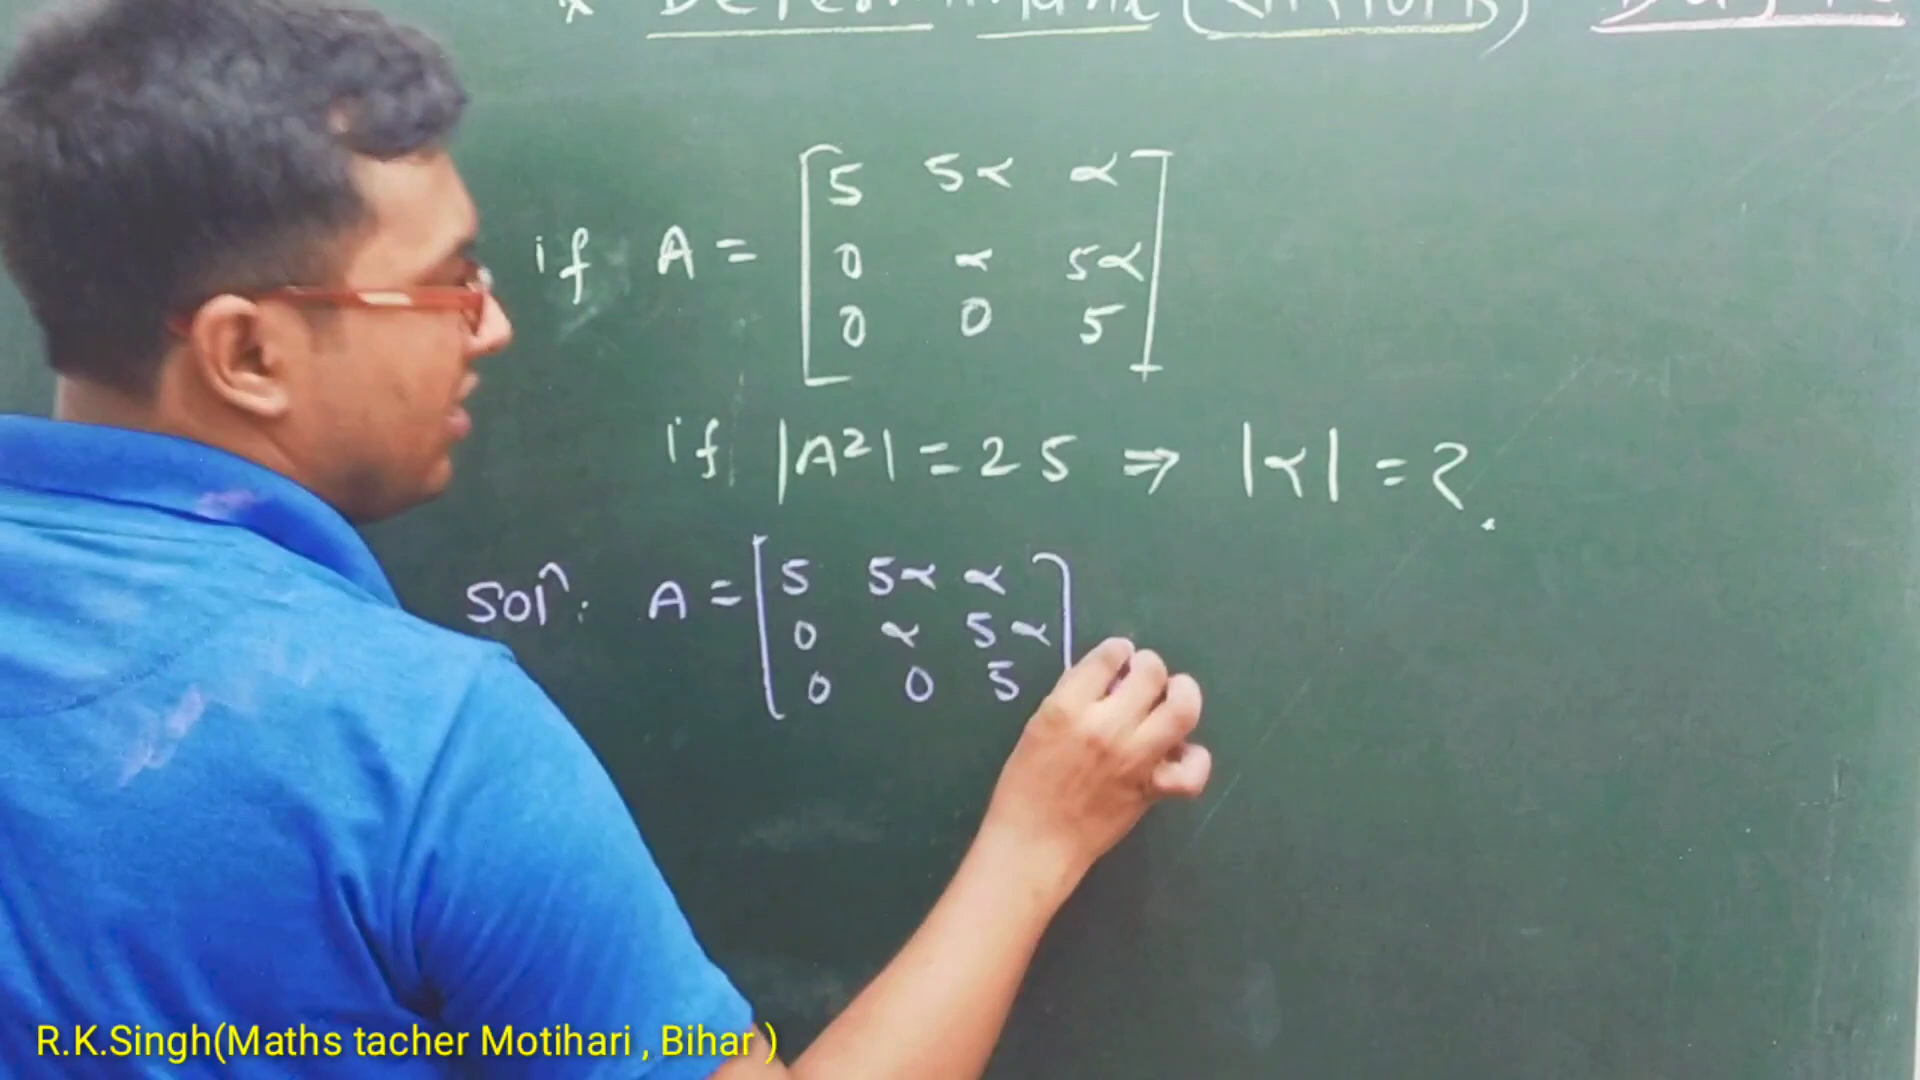 if A = [5 5α α
0 α 5α
0 0 5]
if |A²| = 25 ⇒ |α| = ?
Solⁿ: A = [5 5α α]
0 α 5α
0 0 5
R.K.Singh(Maths tacher Motihari , Bihar )